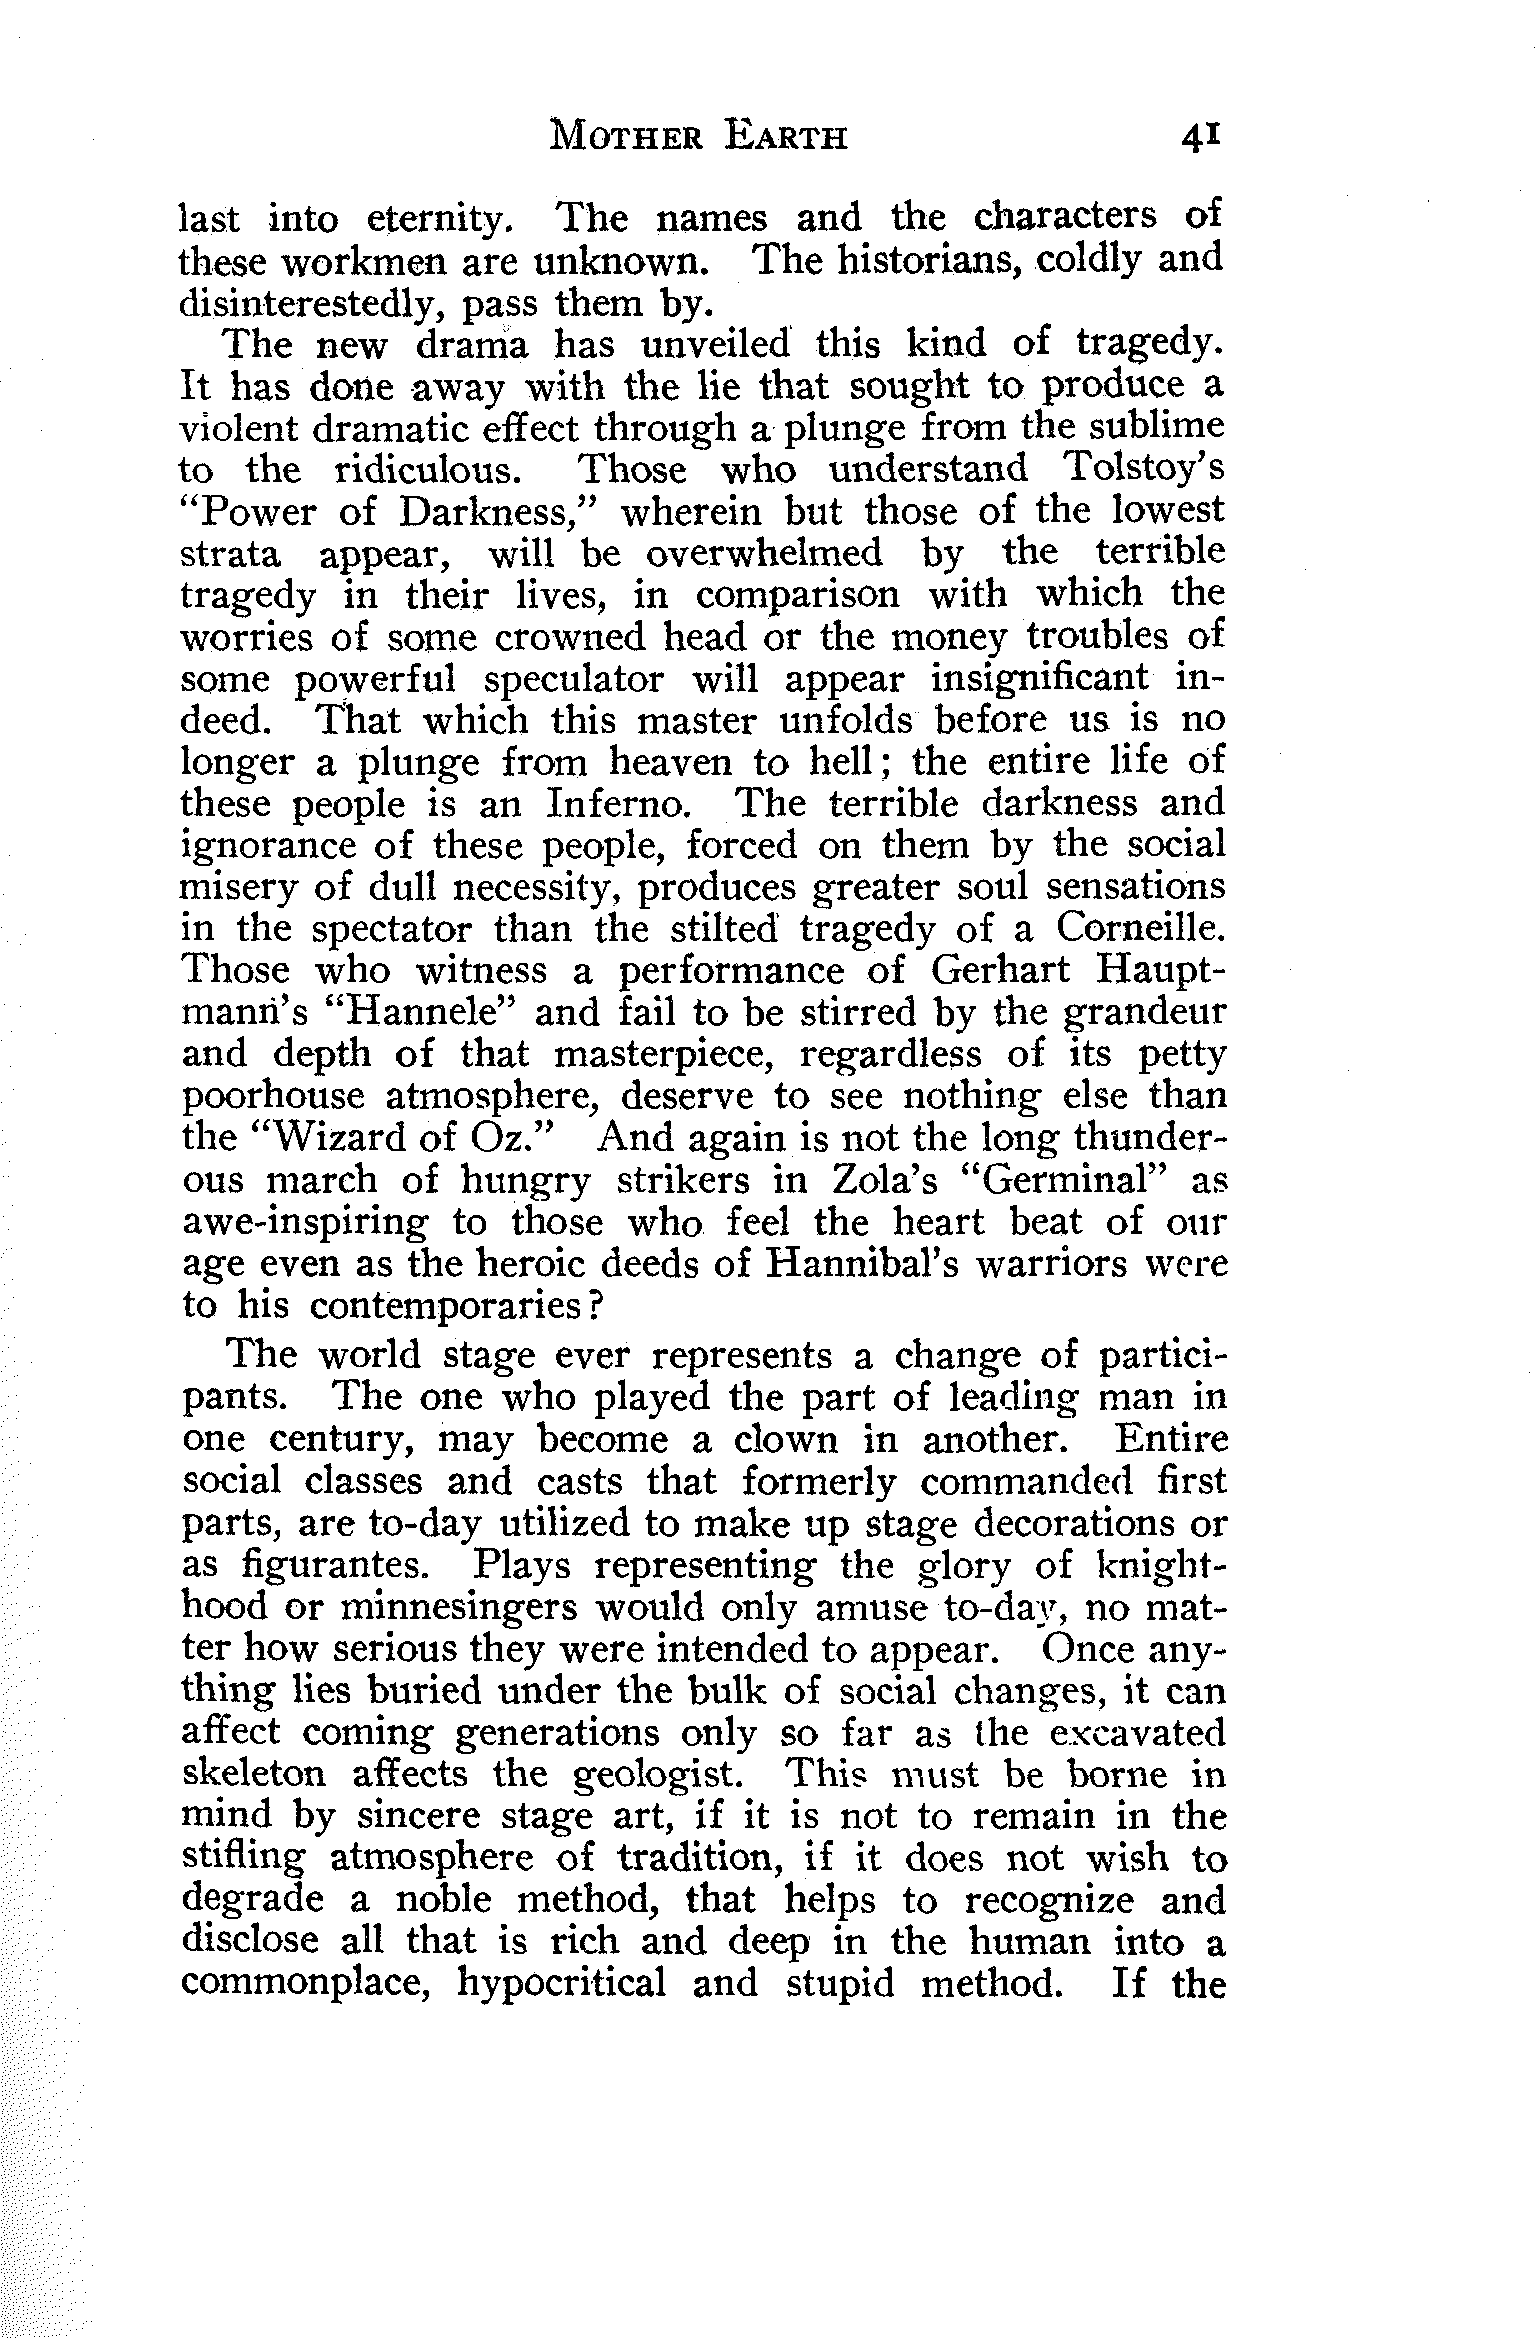 MOTHER EARTH 41
last into eternity. The names and the characters of
these workmen are unknown. The historians, coldly and
disinterestedly, pass them by.
The new drama has unveiled this kind of tragedy.
It has done away with the lie that sought to produce a
violent dramatic effect through a plunge from the sublime
to the ridiculous. Those who understand Tolstoy's
"Power of Darkness," wherein but those of the lowest
strata appear, will be overwhelmed by the terrible
tragedy in their lives, in comparison with which the
worries of some crowned head or the money troubles of
some powerful speculator will appear insignificant in-
deed. That which this master unfolds before us is no
longer a plunge from heaven to hell; the entire life of
these people is an Inferno. The terrible darkness and
ignorance of these people, forced on them by the social
misery of dull necessity, produces greater soul sensations
in the spectator than the stilted tragedy of a Corneille.
Those who witness a performance of Gerhart Haupt-
mann's "Hannele" and fail to be stirred by the grandeur
and depth of that masterpiece, regardless of its petty
poorhouse atmosphere, deserve to see nothing else than
the "Wizard of Oz." And again is not the long thunder-
ous march of hungry strikers in Zola's "Germinal" as
awe-inspiring to those who feel the heart beat of our
age even as the heroic deeds of Hannibal's warriors were
to his contemporaries?
The world stage ever represents a change of partici-
pants. The one who played the part of leading man in
one century, may become a clown in another. Entire
social classes and casts that formerly commanded first
parts, are to-day utilized to make up stage decorations or
as figurantes. Plays representing the glory of knight-
hood or minnesingers would only amuse to-day, no mat-
ter how serious they were intended to appear. Once any-
thing lies buried under the bulk of social changes, it can
affect coming generations only so far as the excavated
skeleton affects the geologist. This must be borne in
mind by sincere stage art, if it is not to remain in the
stifling atmosphere of tradition, if it does not wish to
degrade a noble method, that helps to recognize and
disclose all that is rich and deep in the human into a
commonplace, hypocritical and stupid method. If the